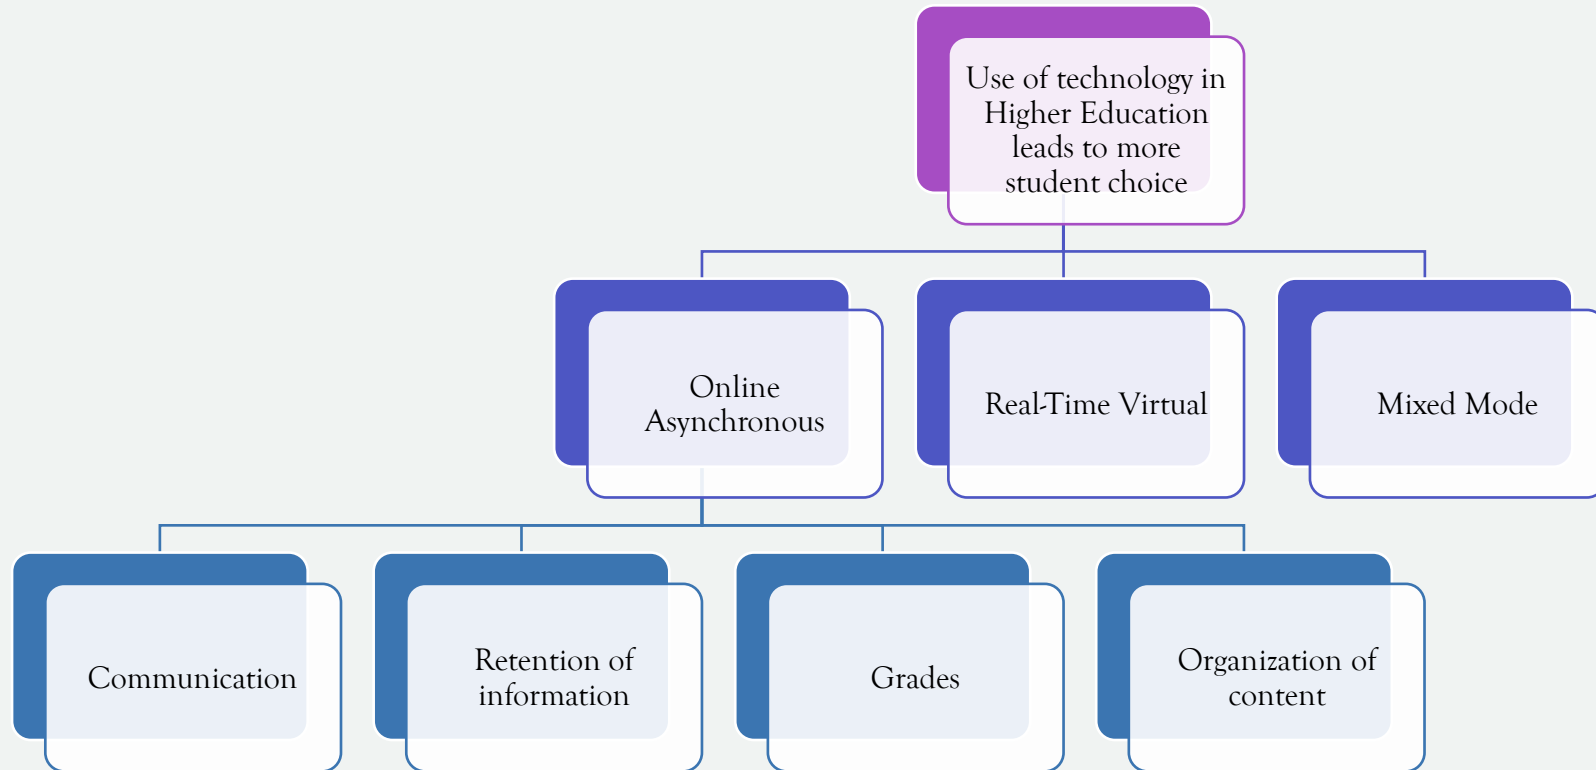 Use of technology in
Higher Education
leads to more
student choice
Online
Asynchronous
Real-Time Virtual
Mixed Mode
Communication
Retention of
information
Grades
Organization of
content